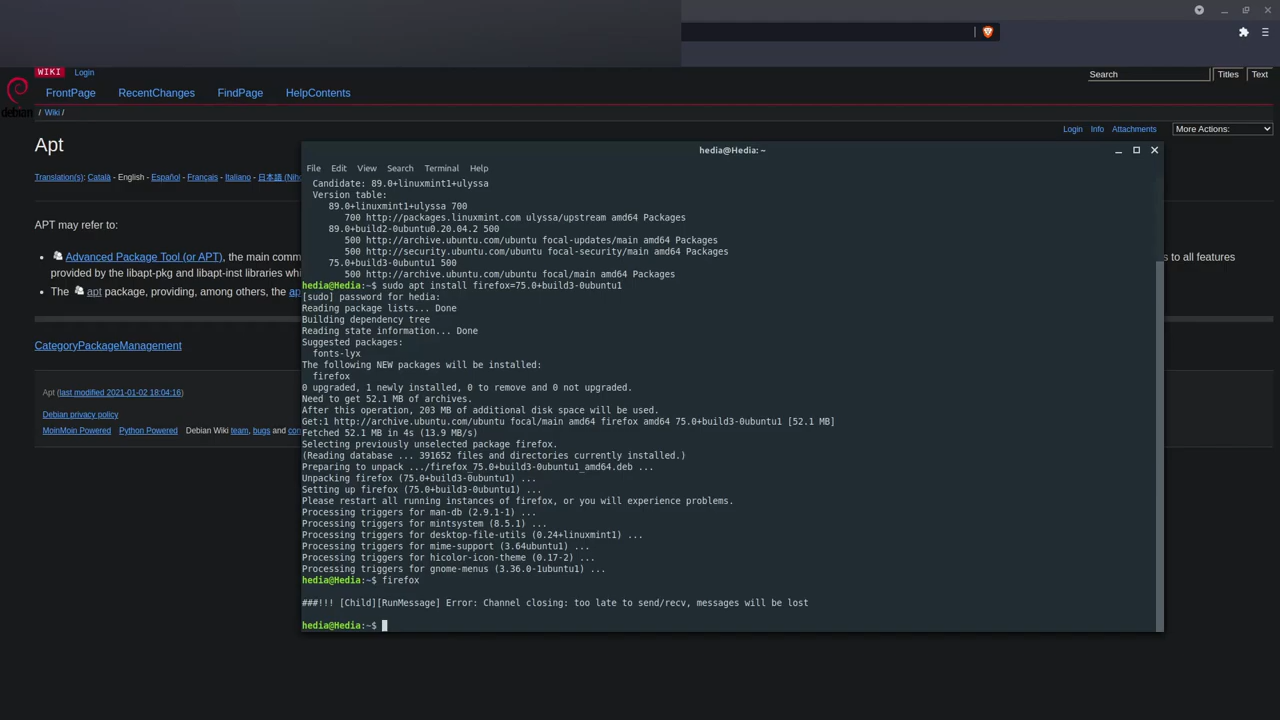 WIKI Login
Search Titles Text
FrontPage RecentChanges FindPage HelpContents
debian / Wiki /
Login Info Attachments More Actions:
Apt
Translation(s): Català - English - Español - Français - Italiano - 日本語
APT may refer to:
Advanced Package Tool (or APT), the main comm s to all features
provided by the libapt-pkg and libapt-inst libraries whi
The apt package, providing, among others, the ap
CategoryPackageManagement
Apt (last modified 2021-01-02 18:04:16)
Debian privacy policy
MoinMoin Powered Python Powered Debian Wiki team, bugs and con
hedia@Hedia: ~
File Edit View Search Terminal Help
Candidate: 89.0+linuxmint1+ulyssa
Version table:
89.0+linuxmint1+ulyssa 700
700 http://packages.linuxmint.com ulyssa/upstream amd64 Packages
89.0+build2-0ubuntu0.20.04.2 500
500 http://archive.ubuntu.com/ubuntu focal-updates/main amd64 Packages
500 http://security.ubuntu.com/ubuntu focal-security/main amd64 Packages
75.0+build3-0ubuntu1 500
500 http://archive.ubuntu.com/ubuntu focal/main amd64 Packages
hedia@Hedia:~$ sudo apt install firefox=75.0+build3-0ubuntu1
[sudo] password for hedia:
Reading package lists... Done
Building dependency tree
Reading state information... Done
Suggested packages:
fonts-lyx
The following NEW packages will be installed:
firefox
0 upgraded, 1 newly installed, 0 to remove and 0 not upgraded.
Need to get 52.1 MB of archives.
After this operation, 203 MB of additional disk space will be used.
Get:1 http://archive.ubuntu.com/ubuntu focal/main amd64 firefox amd64 75.0+build3-0ubuntu1 [52.1 MB]
Fetched 52.1 MB in 4s (13.9 MB/s)
Selecting previously unselected package firefox.
(Reading database ... 391652 files and directories currently installed.)
Preparing to unpack .../firefox_75.0+build3-0ubuntu1_amd64.deb ...
Unpacking firefox (75.0+build3-0ubuntu1) ...
Setting up firefox (75.0+build3-0ubuntu1) ...
Please restart all running instances of firefox, or you will experience problems.
Processing triggers for man-db (2.9.1-1) ...
Processing triggers for mintsystem (8.5.1) ...
Processing triggers for desktop-file-utils (0.24+linuxmint1) ...
Processing triggers for mime-support (3.64ubuntu1) ...
Processing triggers for hicolor-icon-theme (0.17-2) ...
Processing triggers for gnome-menus (3.36.0-1ubuntu1) ...
hedia@Hedia:~$ firefox
###!!! [Child][RunMessage] Error: Channel closing: too late to send/recv, messages will be lost
hedia@Hedia:~$